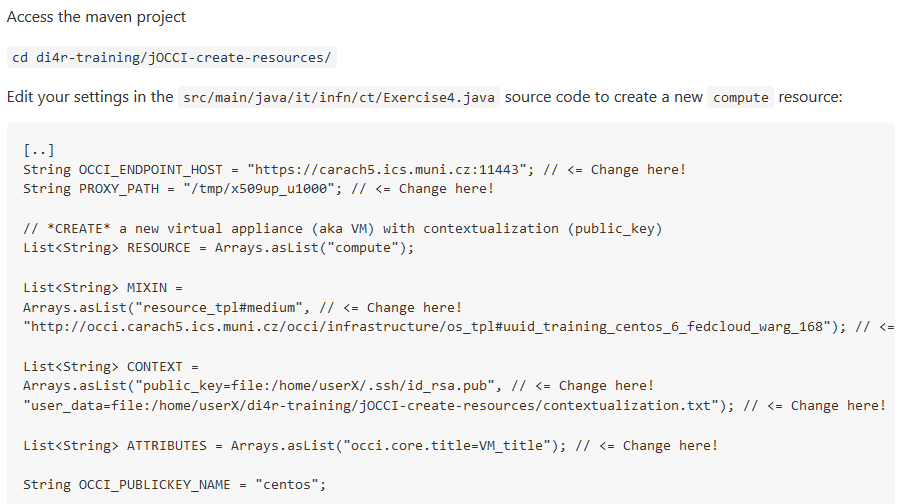 Access the maven project
cd di4r-training/jOCCI-create-resources/
Edit your settings in the src/main/java/it/infn/ct/Exercise4.java source code to create a new compute resource:
[..]
String OCCI_ENDPOINT_HOST = "https://carach5.ics.muni.cz:11443"; // <= Change here!
String PROXY_PATH = "/tmp/x509up_u1000"; // <= Change here!
// *CREATE* a new virtual appliance (aka VM) with contextualization (public_key)
List<String> RESOURCE = Arrays.asList("compute");
List<String> MIXIN =
Arrays.asList("resource_tpl#medium", // <= Change here!
"http://occi.carach5.ics.muni.cz/occi/infrastructure/os_tpl#uuid_training_centos_6_fedcloud_warg_168"); // <=
List<String> CONTEXT =
Arrays.asList("public_key=file:/home/userX/.ssh/id_rsa.pub", // <= Change here!
"user_data=file:/home/userX/di4r-training/jOCCI-create-resources/contextualization.txt"); // <= Change here!
List<String> ATTRIBUTES = Arrays.asList("occi.core.title=VM_title"); // <= Change here!
String OCCI_PUBLICKEY_NAME = "centos";